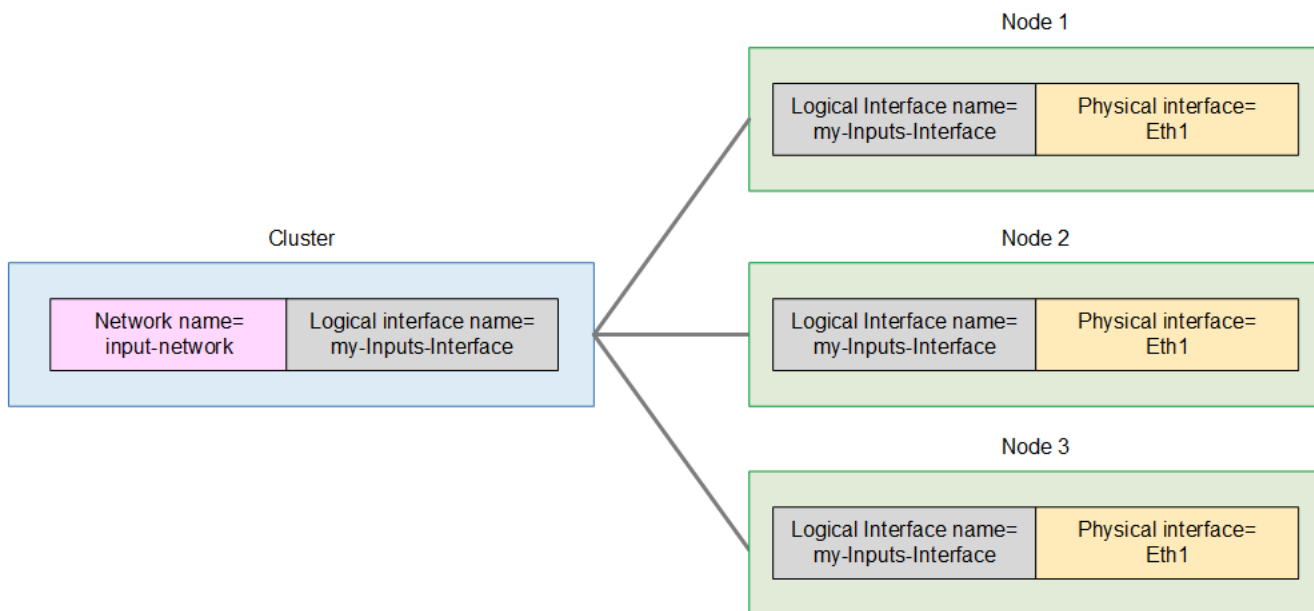 Node 1
Logical Interface name=
my-Inputs-Interface
Physical interface=
Eth1
Cluster
Network name=
input-network
Logical interface name=
my-Inputs-Interface
Node 2
Logical Interface name=
my-Inputs-Interface
Physical interface=
Eth1
Node 3
Logical Interface name=
my-Inputs-Interface
Physical interface=
Eth1